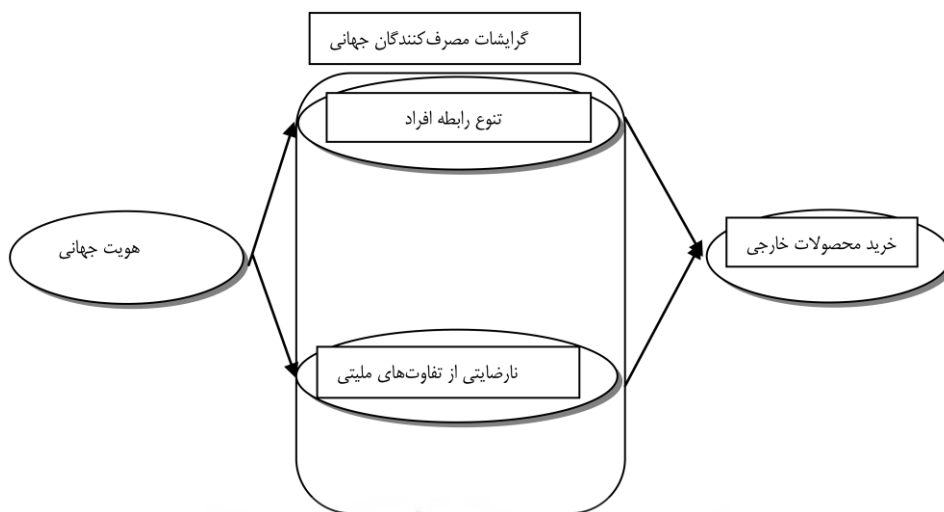 گرایشات مصرف‌کنندگان جهانی
تنوع رابطه افراد
هویت جهانی
خرید محصولات خارجی
نارضایتی از تفاوت‌های ملیتی